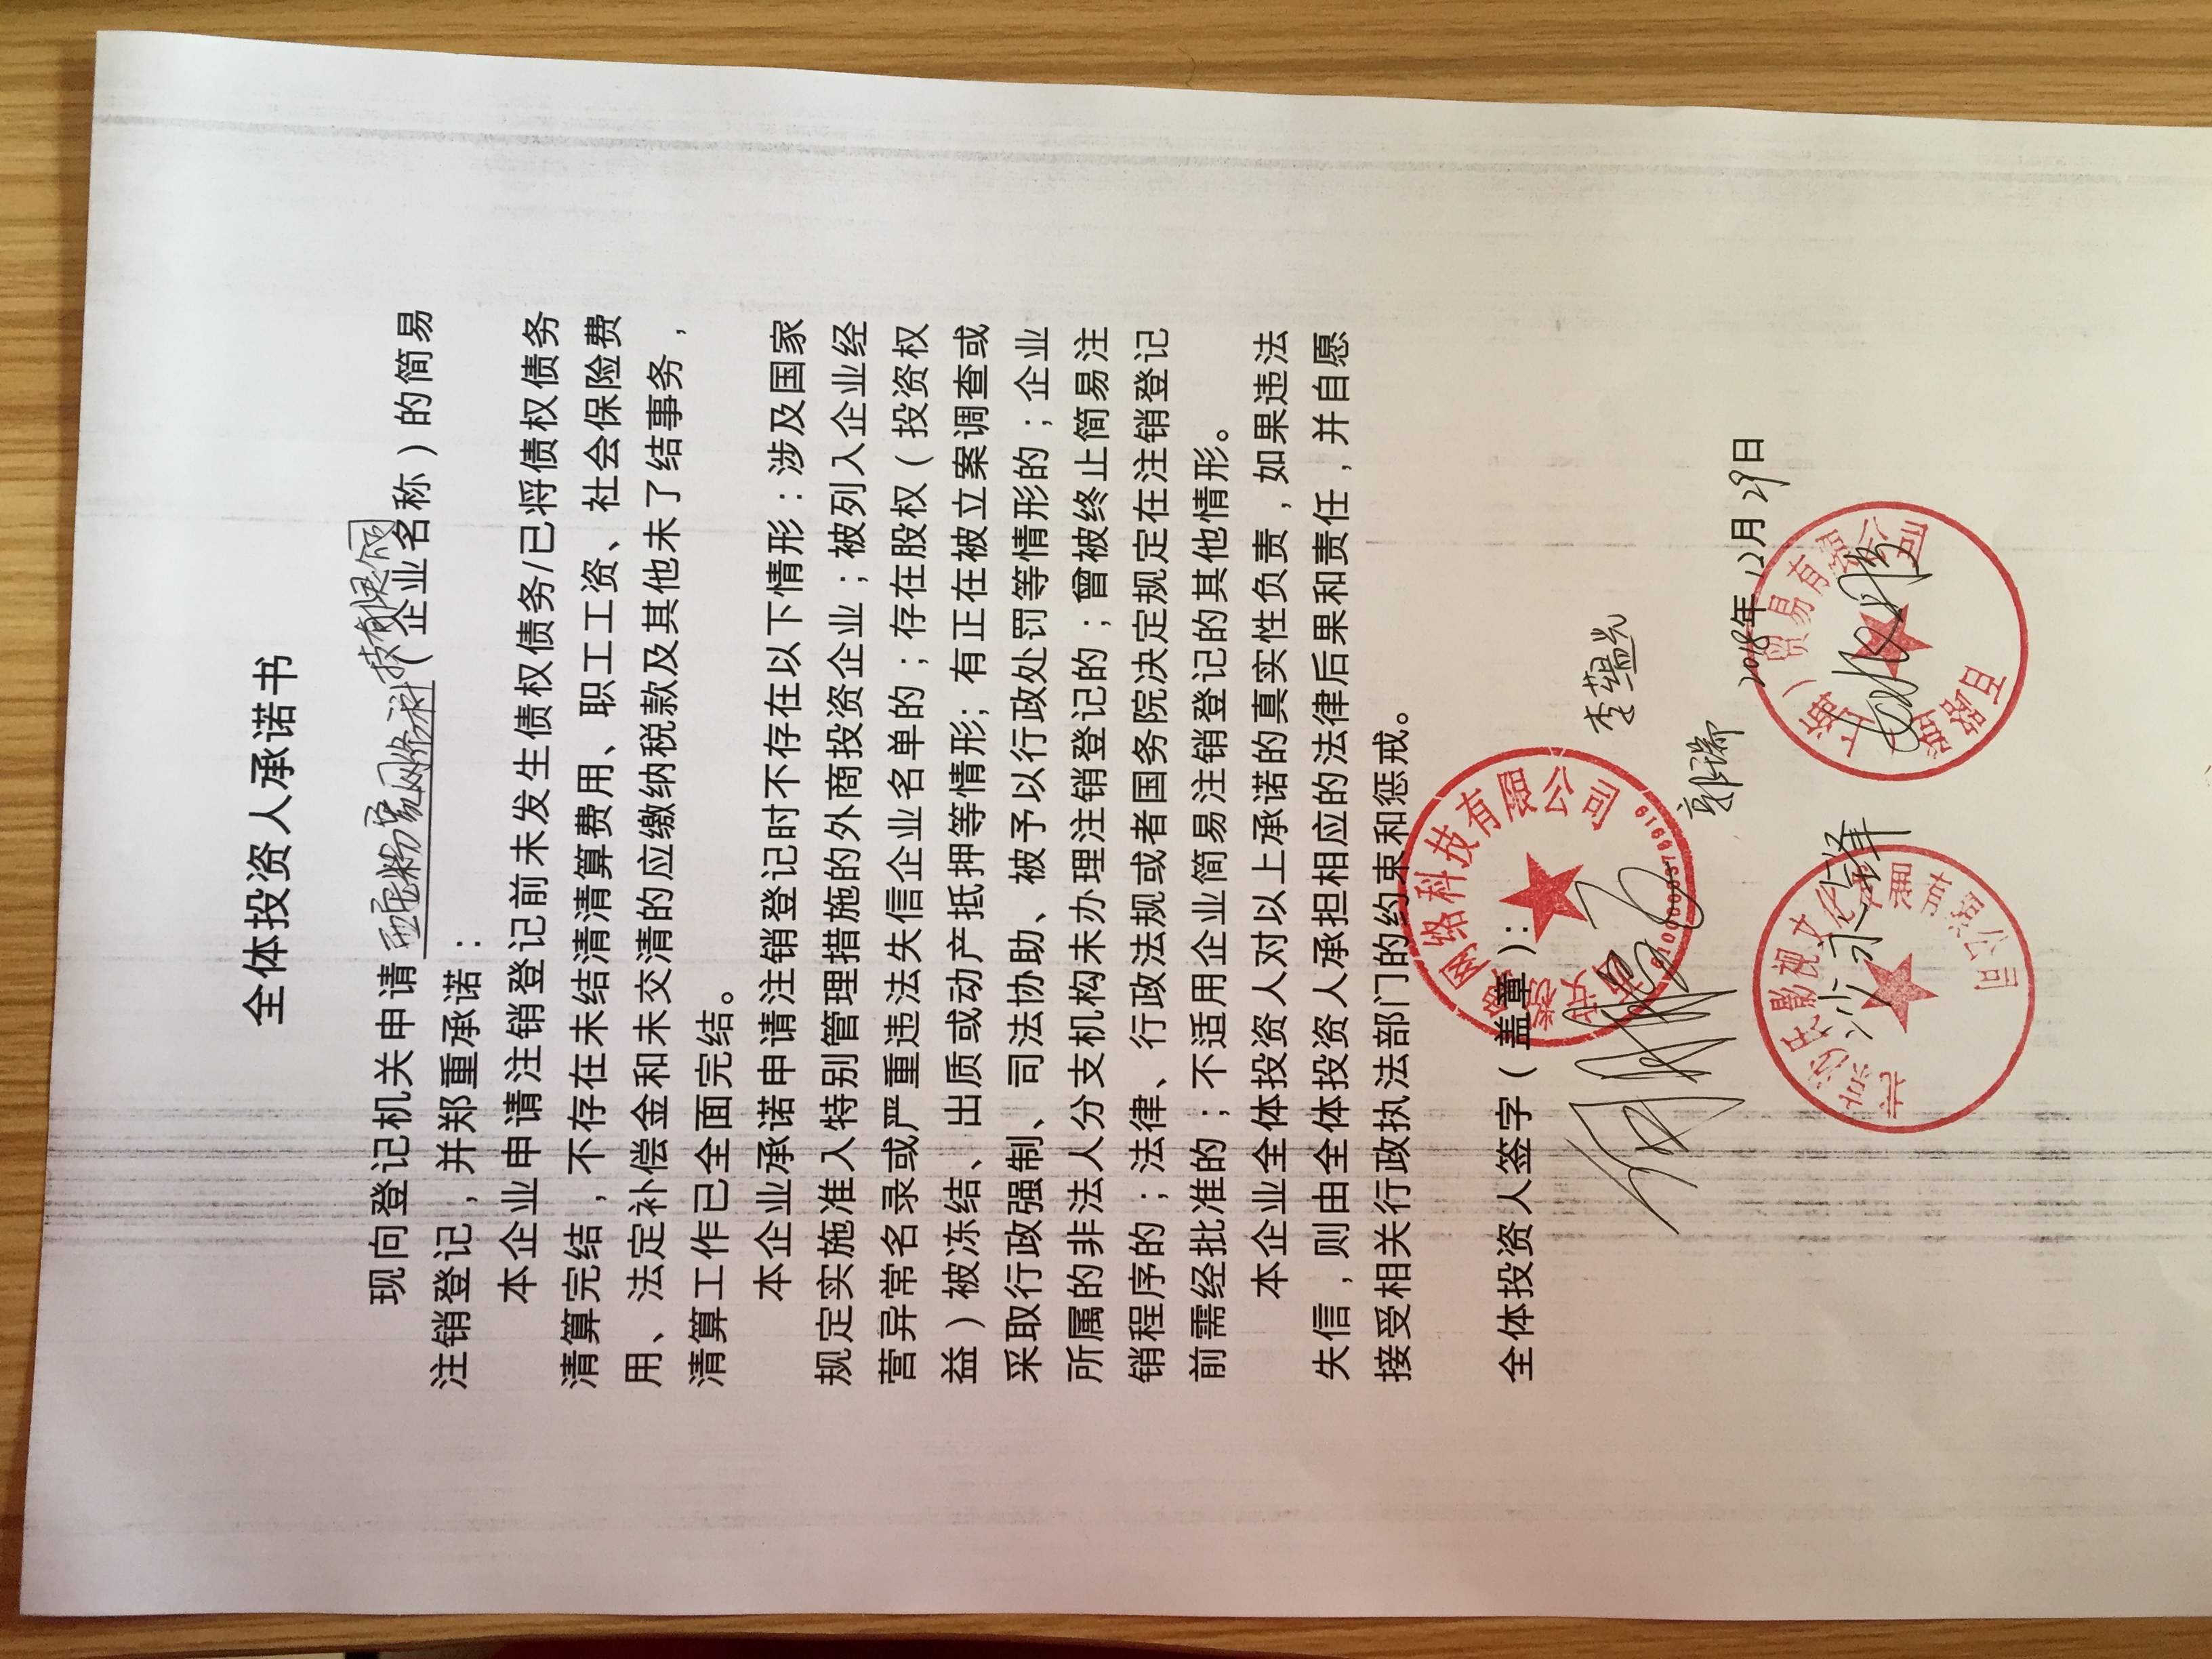 全体投资人承诺书
现向登记机关申请西安粉象网络科技有限公司（企业名称）的简易
注销登记，并郑重承诺：
本企业申请注销登记前未发生债权债务/已将债权债务
清算完结，不存在未结清清算费用、职工工资、社会保险费
用、法定补偿金和未交清的应缴纳税款及其他未了结事务，
清算工作已全面完结。
本企业承诺申请注销登记时不存在以下情形：涉及国家
规定实施准入特别管理措施的外商投资企业；被列入企业经
营异常名录或严重违法失信企业名单的；存在股权（投资权
益）被冻结、出质或动产抵押等情形；有正在被立案调查或
采取行政强制、司法协助、被予以行政处罚等情形的；企业
所属的非法人分支机构未办理注销登记的；曾被终止简易注
销程序的；法律、行政法规或者国务院决定规定在注销登记
前需经批准的；不适用企业简易注销登记的其他情形。
本企业全体投资人对以上承诺的真实性负责，如果违法
失信，则由全体投资人承担相应的法律后果和责任，并自愿
接受相关行政执法部门的约束和惩戒。
西安粉象网络科技有限公司
全体投资人签字（盖章）：
李蕴光
郭瑞
2018年12月29日
北京沙氏影视文化发展有限公司
沙永锋
（上海）贸易有限公司